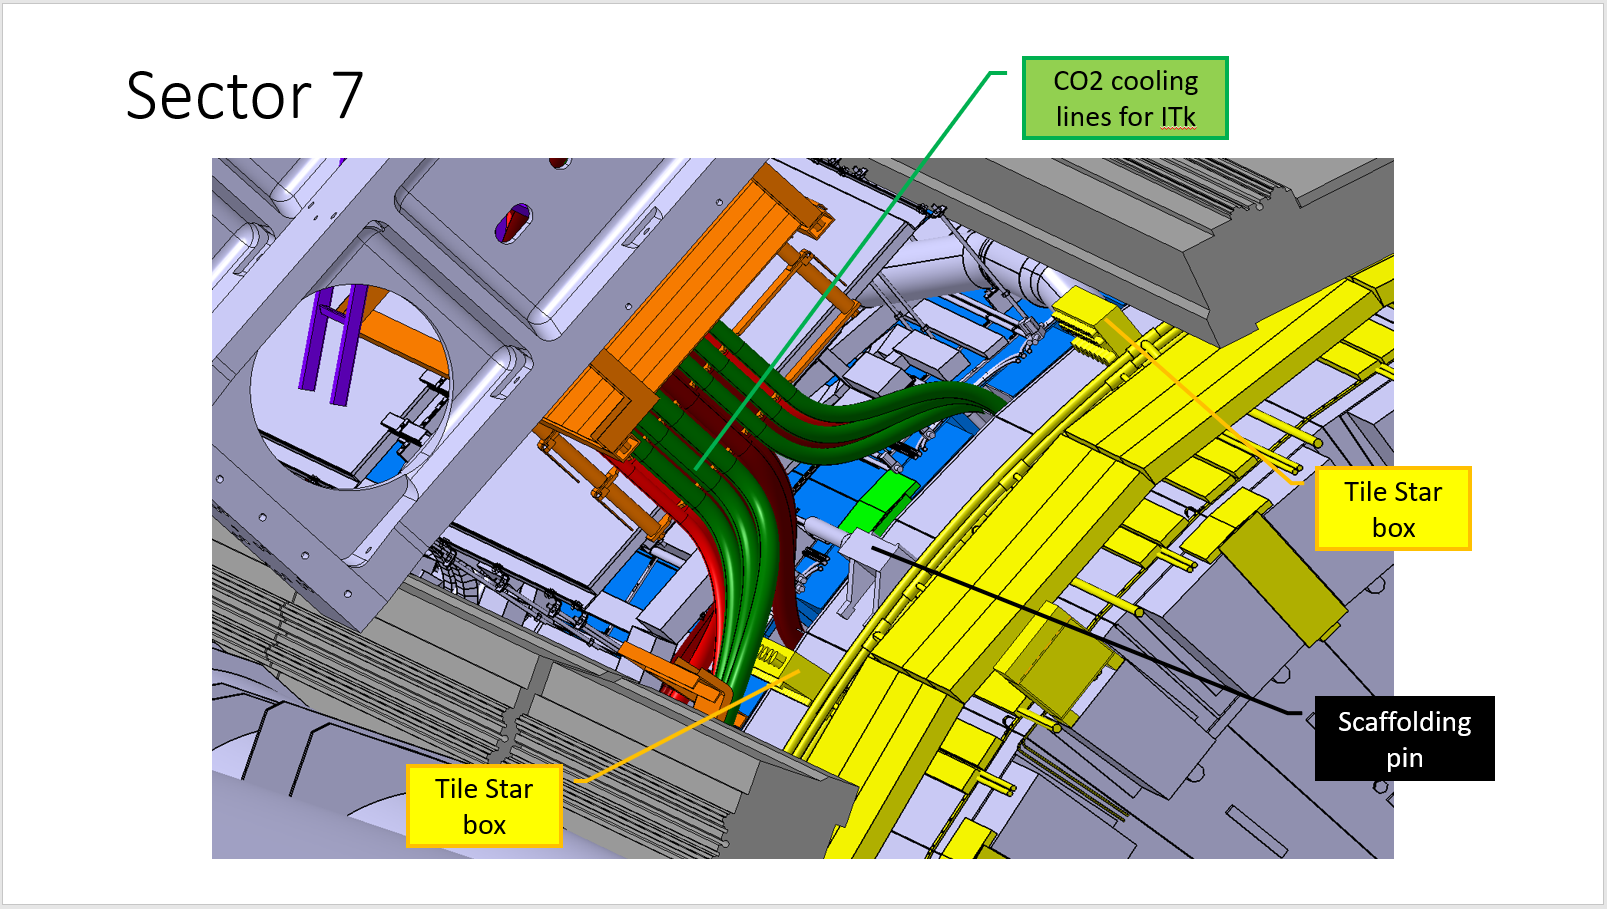 Sector 7
CO2 cooling
lines for ITk
Tile Star
box
Scaffolding
pin
Tile Star
box